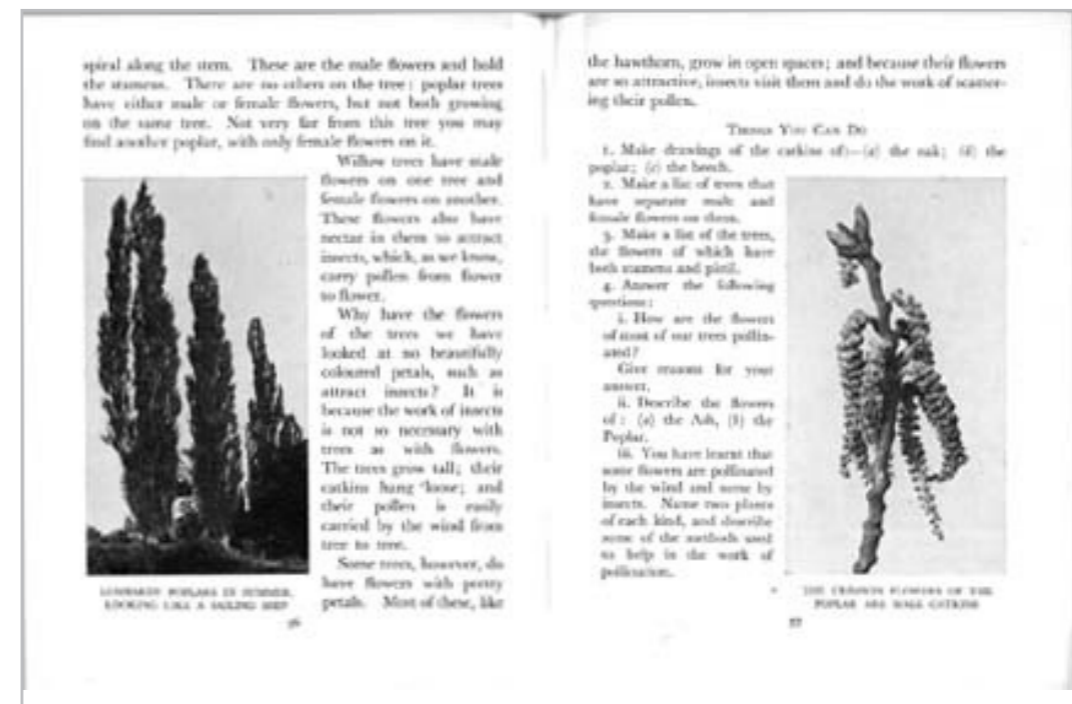 spiral along the stem. These are the male flowers and hold
the stamens. There are no others on the tree: poplar trees
have either male or female flowers, but not both growing
on the same tree. Not very far from this tree you may
find another poplar, with only female flowers on it.
Willow trees have male
flowers on one tree and
female flowers on another.
These flowers also have
nectar in them to attract
insects, which, as we know,
carry pollen from flower
to flower.
Why have the flowers
of the trees we have
looked at no beautifully
coloured petals, such as
attract insects? It is
because the work of insects
is not so necessary with
trees as with flowers.
The trees grow tall; their
catkins hang loose; and
their pollen is easily
carried by the wind from
tree to tree.
Some trees, however, do
have flowers with pretty
petals. Most of these, like
LOMBARDY POPLARS IN SUMMER,
LOOKING LIKE A SAILING SHIP
56
the hawthorn, grow in open spaces; and because their flowers
are so attractive, insects visit them and do the work of scatter-
ing their pollen.
THINGS YOU CAN DO
1. Make drawings of the catkins of:—(a) the oak; (b) the
poplar; (c) the beech.
2. Make a list of trees that
have separate male and
female flowers on them.
3. Make a list of the trees,
the flowers of which have
both stamens and pistil.
4. Answer the following
questions:
i. How are the flowers
of most of our trees pollin-
ated?
Give reasons for your
answer.
ii. Describe the flowers
of: (a) the Ash, (b) the
Poplar.
iii. You have learnt that
some flowers are pollinated
by the wind and some by
insects. Name two plants
of each kind, and describe
some of the methods used
to help in the work of
pollination.
THE CRIMSON FLOWERS OF THE
POPLAR ARE MALE CATKINS
57